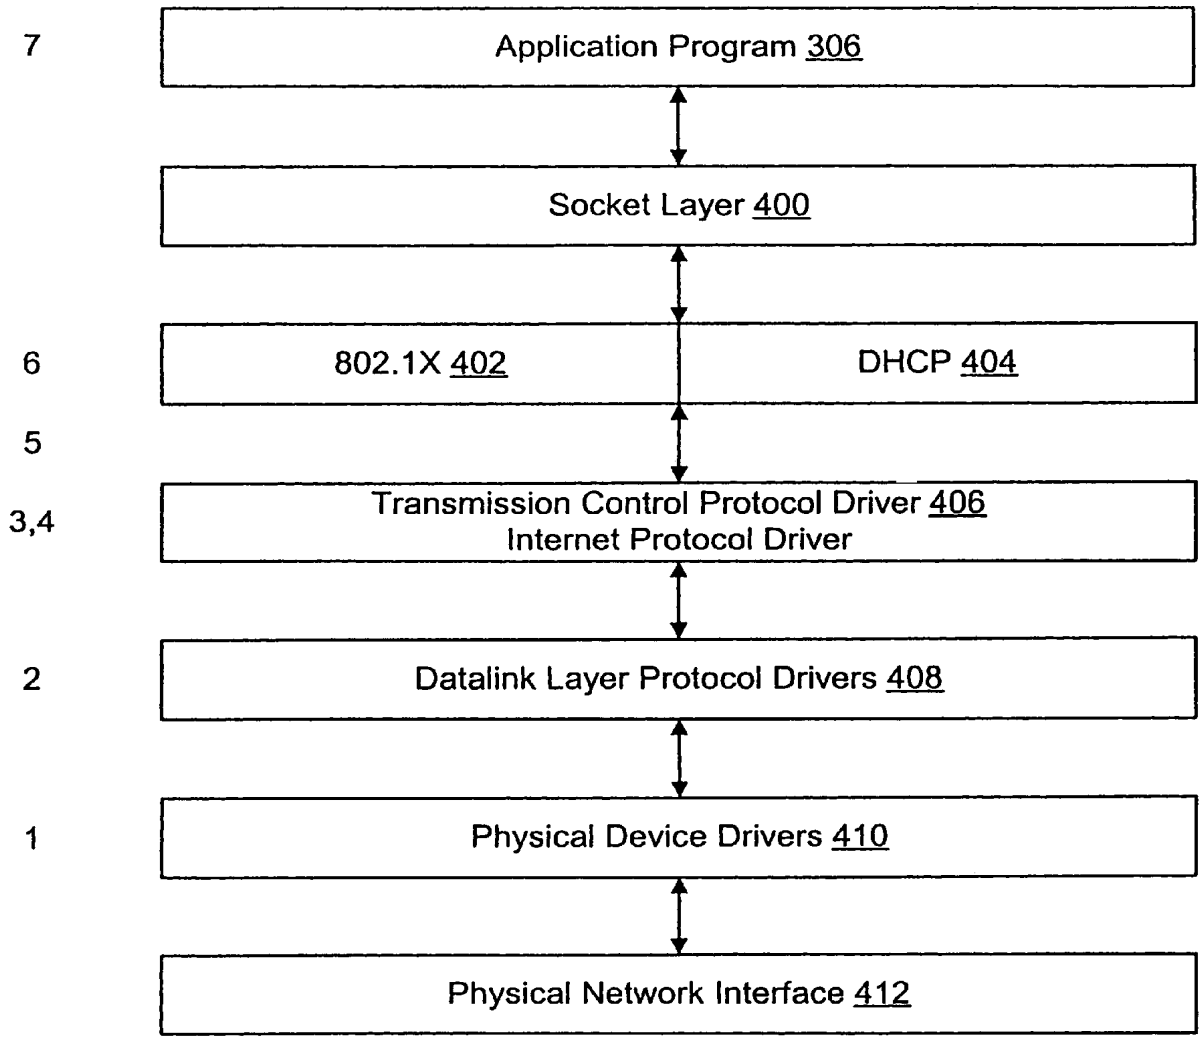 7
Application Program 306
Socket Layer 400
6
802.1X 402
DHCP 404
5
3,4
Transmission Control Protocol Driver 406
Internet Protocol Driver
2
Datalink Layer Protocol Drivers 408
1
Physical Device Drivers 410
Physical Network Interface 412